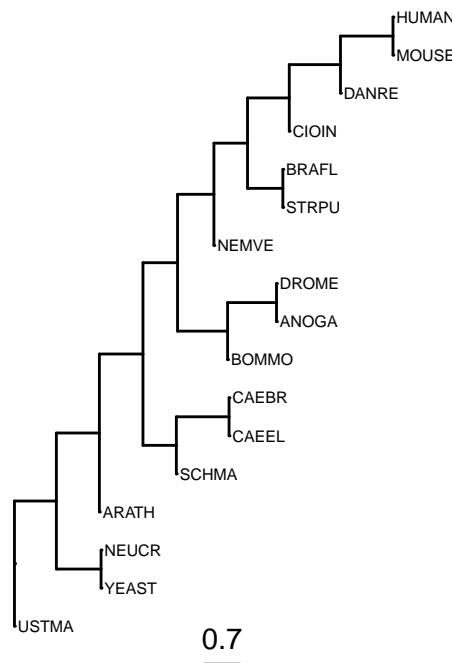 HUMAN
MOUSE
DANRE
CIOIN
BRAFL
STRPU
NEMVE
DROME
ANOGA
BOMMO
CAEBR
CAEEL
SCHMA
ARATH
NEUCR
YEAST
USTMA
0.7